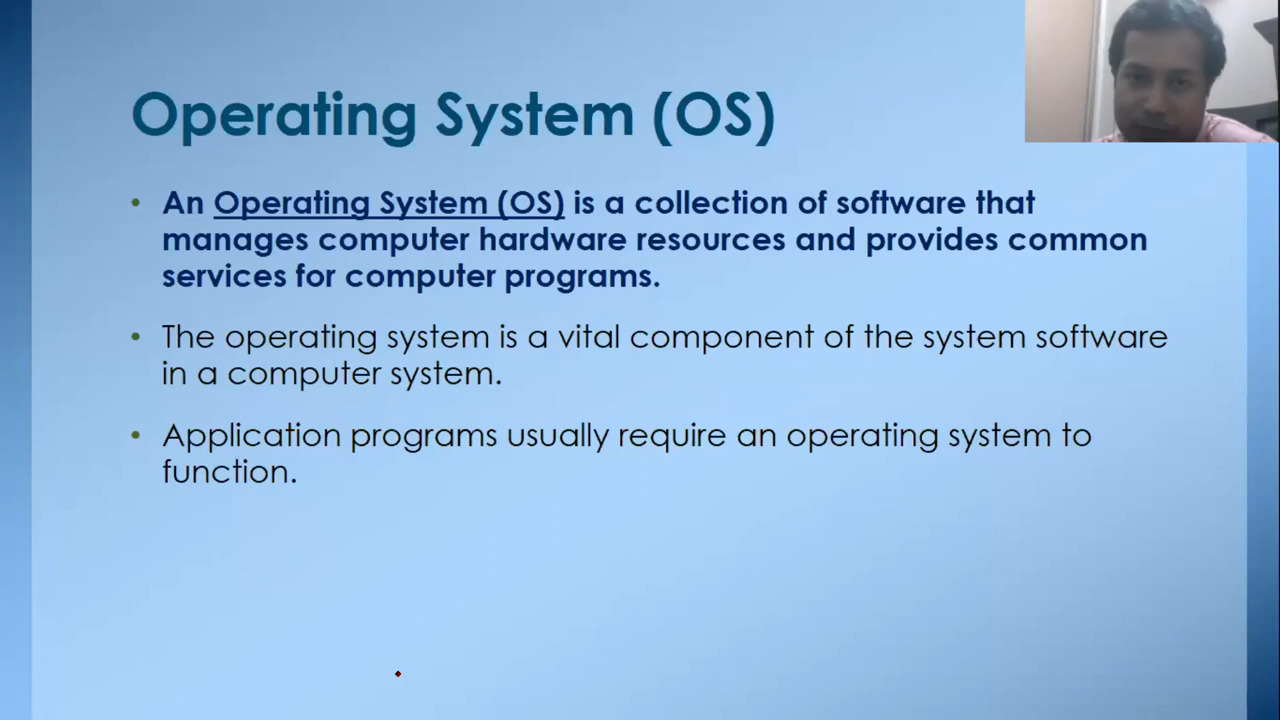 Operating System (OS)
• An Operating System (OS) is a collection of software that
manages computer hardware resources and provides common
services for computer programs.
• The operating system is a vital component of the system software
in a computer system.
• Application programs usually require an operating system to
function.